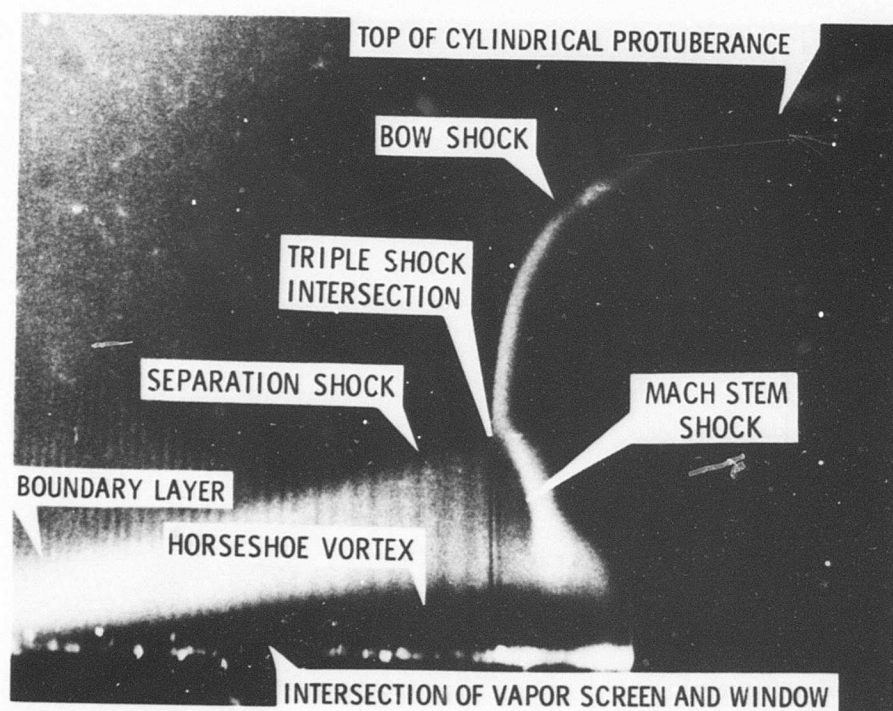 TOP OF CYLINDRICAL PROTUBERANCE
BOW SHOCK
TRIPLE SHOCK
INTERSECTION
SEPARATION SHOCK
MACH STEM
SHOCK
BOUNDARY LAYER
HORSESHOE VORTEX
INTERSECTION OF VAPOR SCREEN AND WINDOW